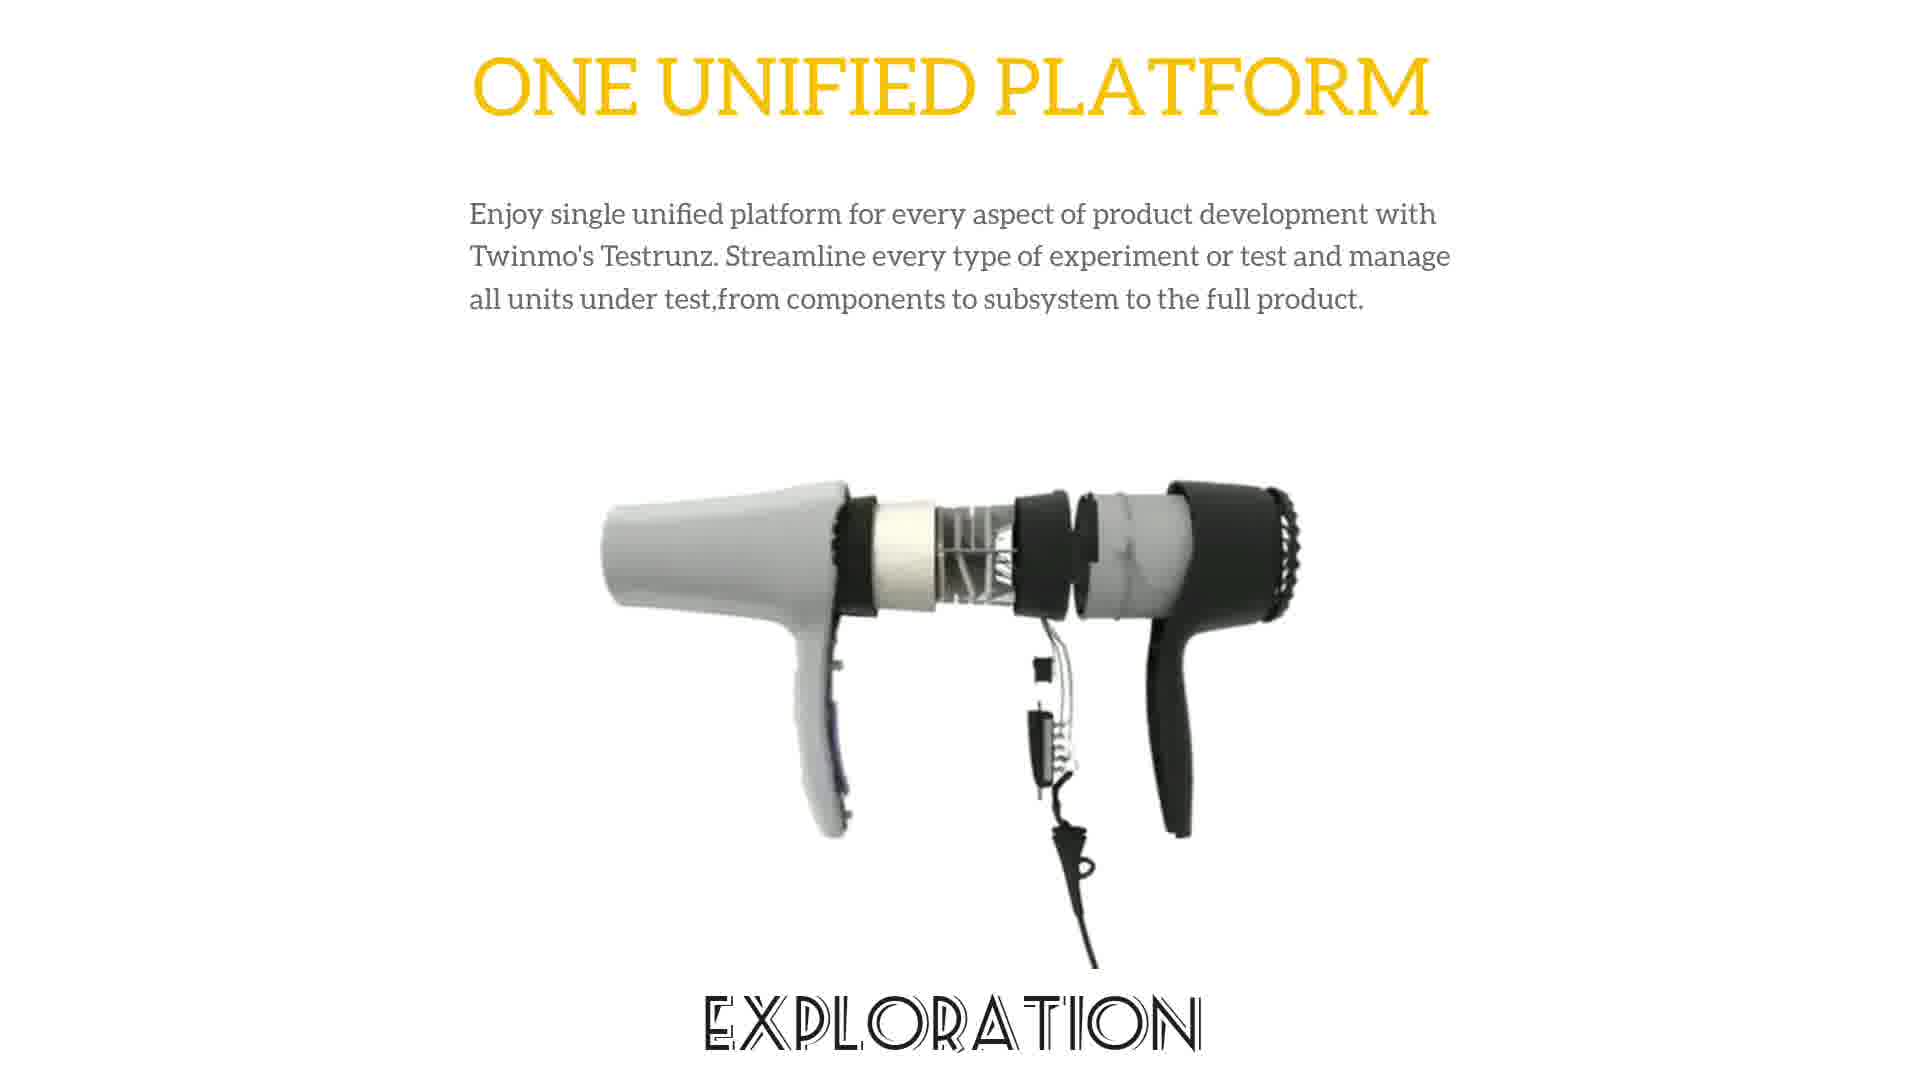 ONE UNIFIED PLATFORM
Enjoy single unified platform for every aspect of product development with
Twinmo's Testrunz. Streamline every type of experiment or test and manage
all units under test,from components to subsystem to the full product.
EXPLORATION